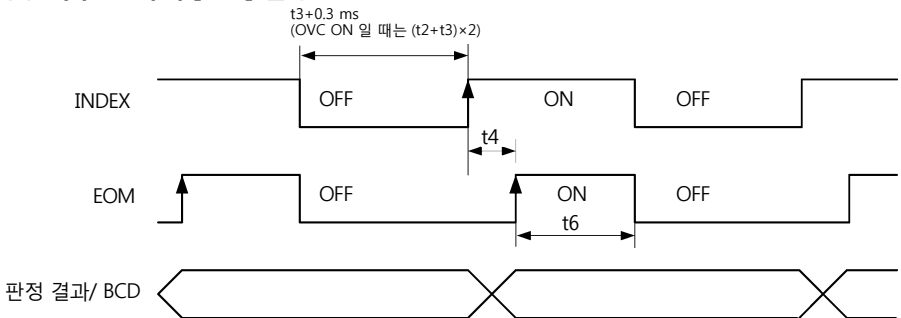 t3+0.3 ms
(OVC ON 일 때는 (t2+t3)×2)
INDEX
OFF
ON
OFF
t4
EOM
OFF
ON
OFF
t6
판정 결과/ BCD